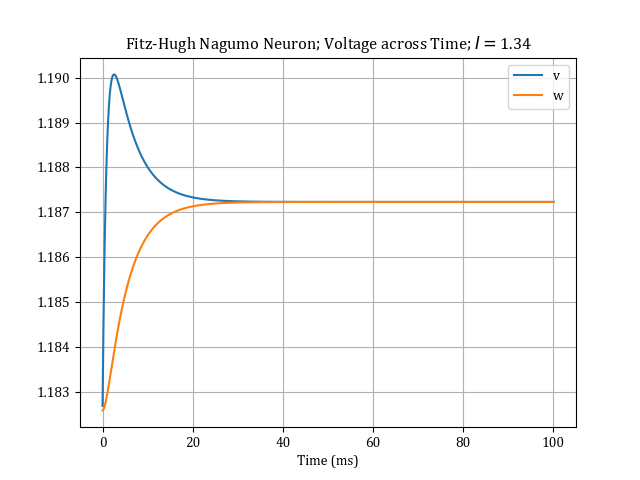 Fitz-Hugh Nagumo Neuron; Voltage across Time; I = 1.34
v
w
1.190
1.189
1.188
1.187
1.186
1.185
1.184
1.183
0 20 40 60 80 100
Time (ms)